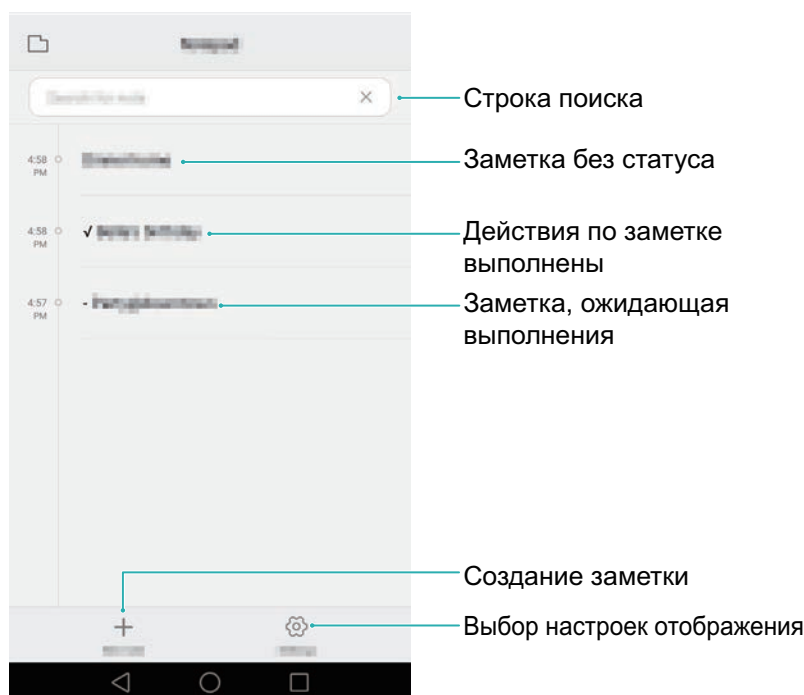 Строка поиска
4:58
PM
Заметка без статуса
4:58
PM
√
Действия по заметке
выполнены
4:57
PM
-
Заметка, ожидающая
выполнения
Создание заметки
Выбор настроек отображения